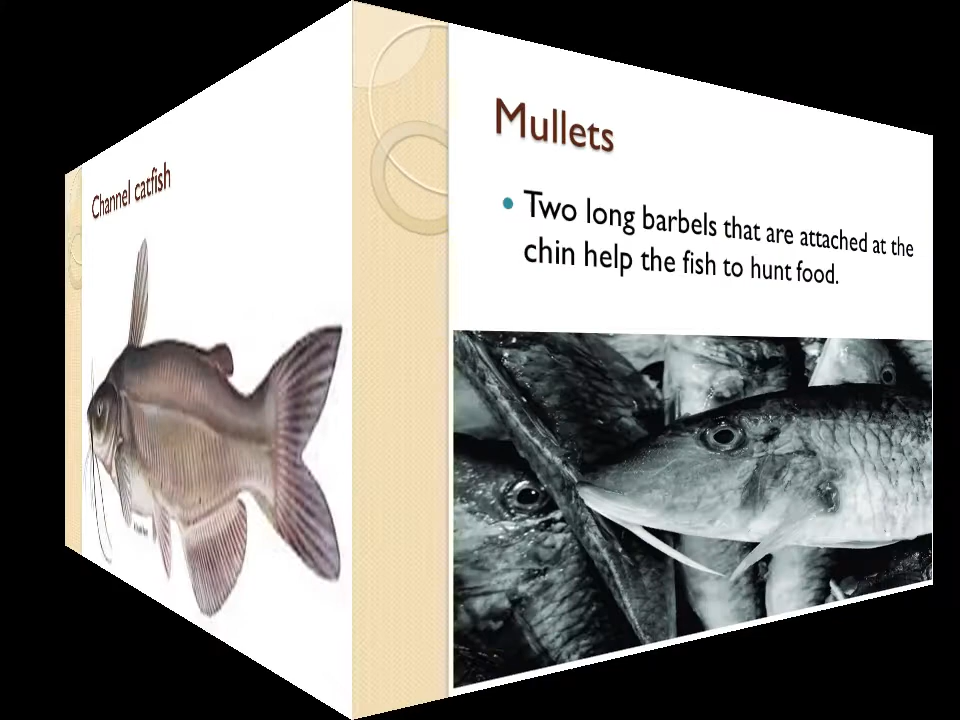 Channel catfish
Mullets
• Two long barbels that are attached at the
chin help the fish to hunt food.